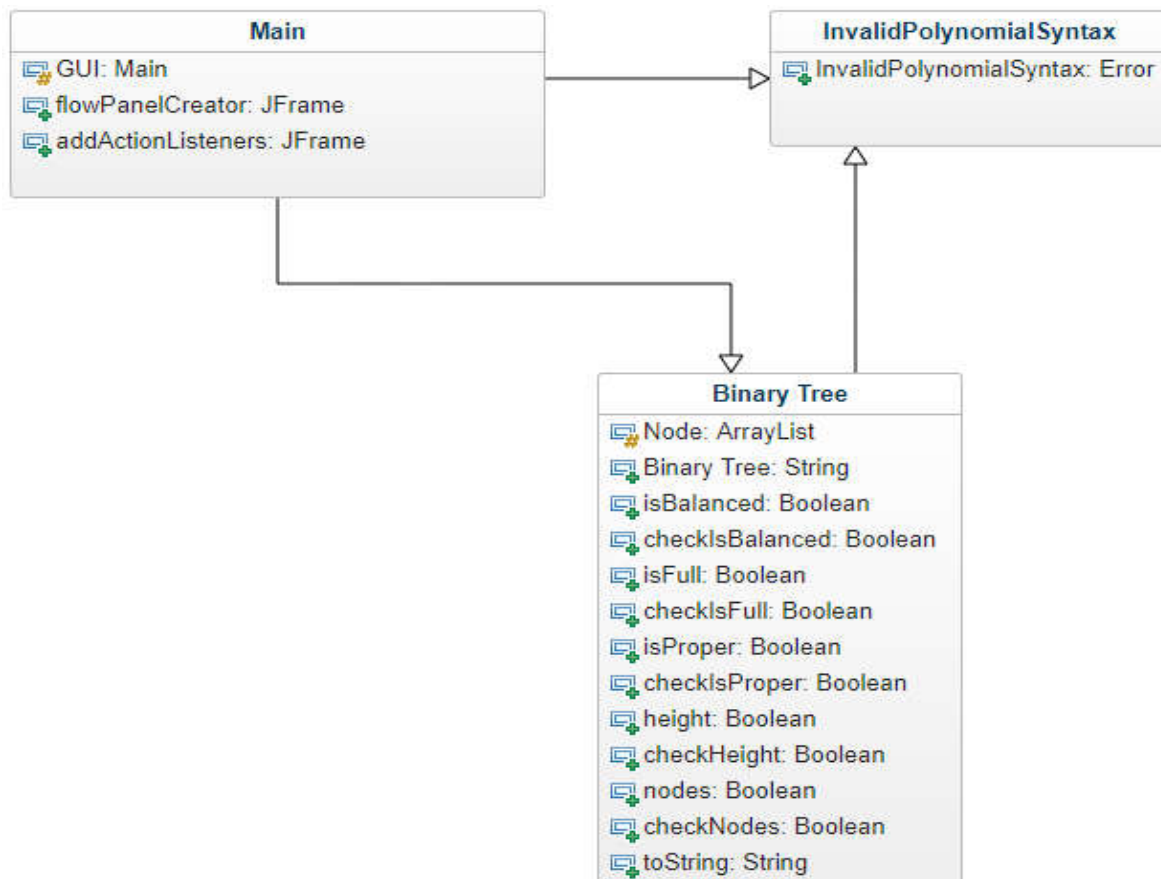 Main
GUI: Main
flowPanelCreator: JFrame
addActionListeners: JFrame
InvalidPolynomialSyntax
InvalidPolynomialSyntax: Error
Binary Tree
Node: ArrayList
Binary Tree: String
isBalanced: Boolean
checkIsBalanced: Boolean
isFull: Boolean
checkIsFull: Boolean
isProper: Boolean
checkIsProper: Boolean
height: Boolean
checkHeight: Boolean
nodes: Boolean
checkNodes: Boolean
toString: String